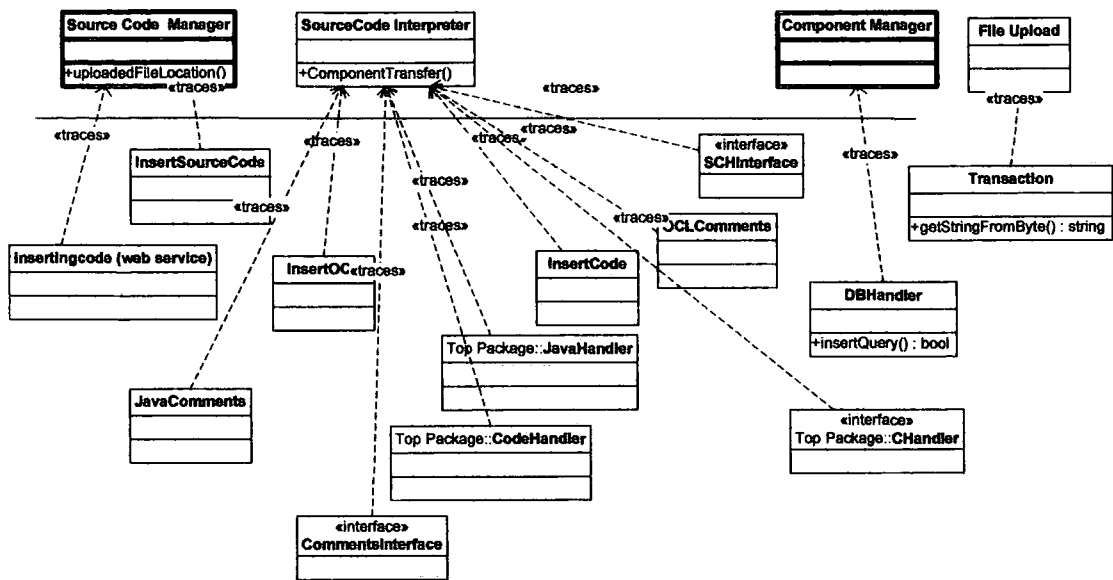 Source Code  Manager
+uploadedFileLocation()
SourceCode Interpreter
+ComponentTransfer()
Component Manager
File Upload
«traces»
«traces»
«traces»
«traces»
«traces»
«traces»
«traces»
InsertSourceCode
«interface»
SCHInterface
«traces»
Transaction
+getStringFromByte() : string
«traces»
«traces»
«traces»
«traces»
OCLComments
insertingcode (web service)
InsertOC
«traces»
InsertCode
DBHandler
+insertQuery() : bool
Top Package::JavaHandler
JavaComments
Top Package::CodeHandler
«interface»
Top Package::CHandler
«interface»
CommentsInterface